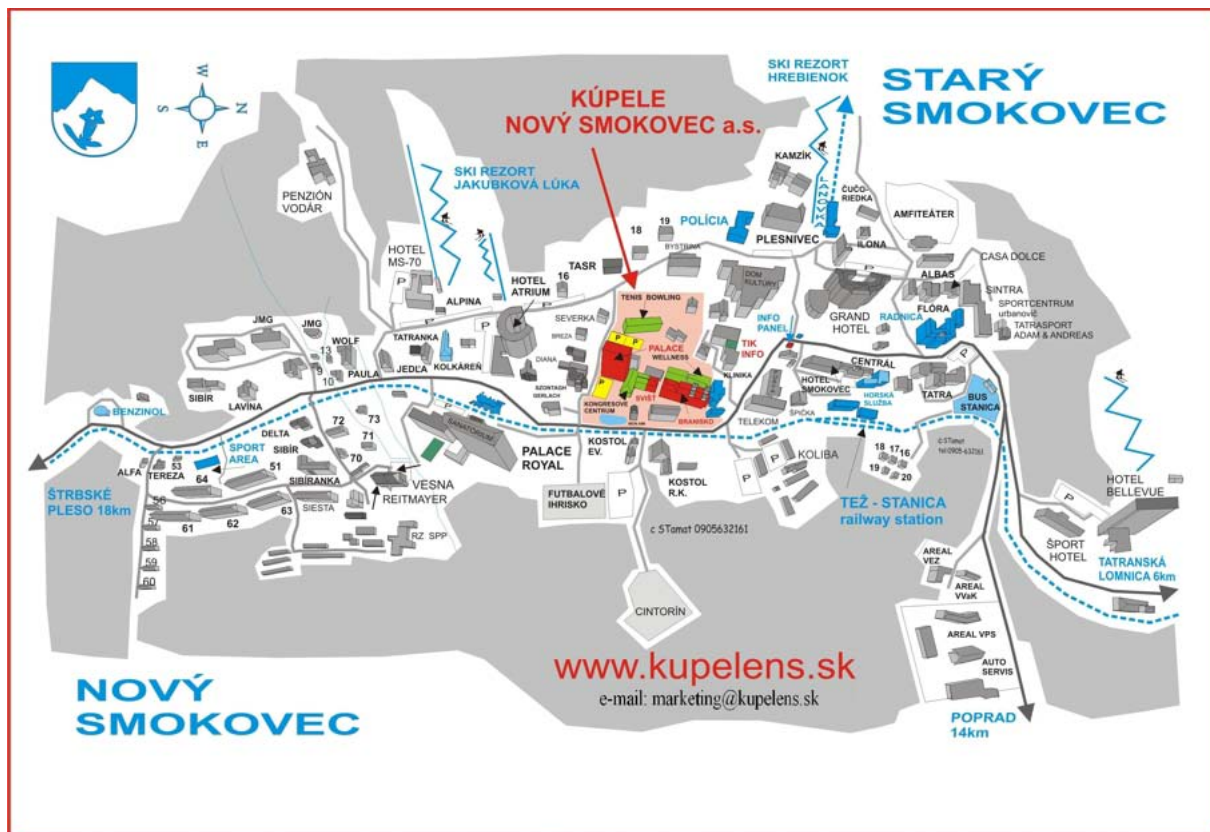 W
N
S
E
STARÝ
SMOKOVEC
KÚPELE
NOVÝ SMOKOVEC a.s.
SKI REZORT
HREBIENOK
SKI REZORT
JAKUBKOVÁ LÚKA
PENZIÓN
VODÁR
KAMZÍK
LANOVKA
ČUČO-
RIEDKA
AMFITEÁTER
POLÍCIA
PLESNIVEC
ILONA
19
18
BYSTRINA
CASA DOLCE
ALBAS
SINTRA
SPORTCENTRUM
urbanovič
TATRASPORT
ADAM & ANDREAS
HOTEL
MS-70
P
HOTEL
ATRIUM
16
TASR
DOM
KULTÚRY
GRAND
HOTEL
RADNICA
FLÓRA
P
ALPINA
TENIS BOWLING
SEVERKA
BREZA
INFO
PANEL
JMG
JMG
WOLF
13
9
10
TATRANKA
JEDĽA
KOLKÁREŇ
PAULA
DIANA
SZONTAGH
GERLACH
P
P
PALACE
WELLNESS
TIK
INFO
KLINIKA
CENTRÁL
HOTEL
SMOKOVEC
HORSKÁ
SLUŽBA
TATRA
P
BUS
STANICA
SIBÍR
LAVÍNA
BENZINOL
P
KONGRESOVÉ
CENTRUM
SVIŠŤ
BRANISKO
TELEKOM
ŠPIČKA
72
73
71
70
DELTA
SIBÍR
SPORT
AREA
SANATÓRIUM
PALACE
ROYAL
KOSTOL
EV.
KOSTOL
R.K.
KOLIBA
P
P
P
18
17
16
19
20
c STamat
tel 0905-632161
ALFA
TEREZA
53
64
51
SIBÍRANKA
VESNA
REITMAYER
ŠTRBSKÉ
PLESO 18km
56
57
58
59
60
61
62
63
SIESTA
RZ SPP
FUTBALOVÉ
IHRISKO
P
c STamat 0905632161
TEŽ - STANICA
railway station
HOTEL
BELLEVUE
P
ŠPORT
HOTEL
TATRANSKÁ
LOMNICA 6km
AREAL
VEZ
AREAL
VVaK
CINTORÍN
AREAL VPS
AUTO
SERVIS
www.kupelens.sk
e-mail: marketing@kupelens.sk
NOVÝ
SMOKOVEC
POPRAD
14km